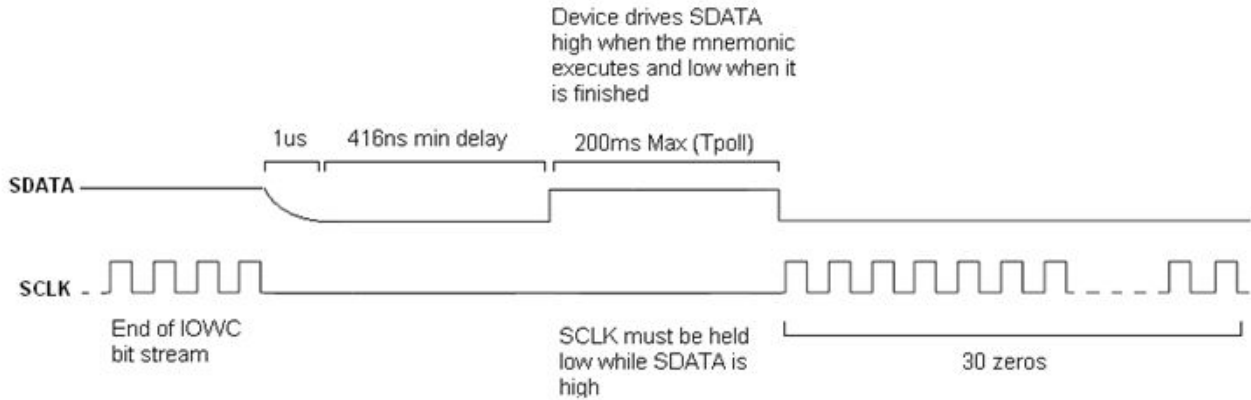 Device drives SDATA
high when the mnemonic
executes and low when it
is finished
1us
416ns min delay
200ms Max (Tpoll)
SDATA
SCLK
End of IOWC
bit stream
SCLK must be held
low while SDATA is
high
30 zeros